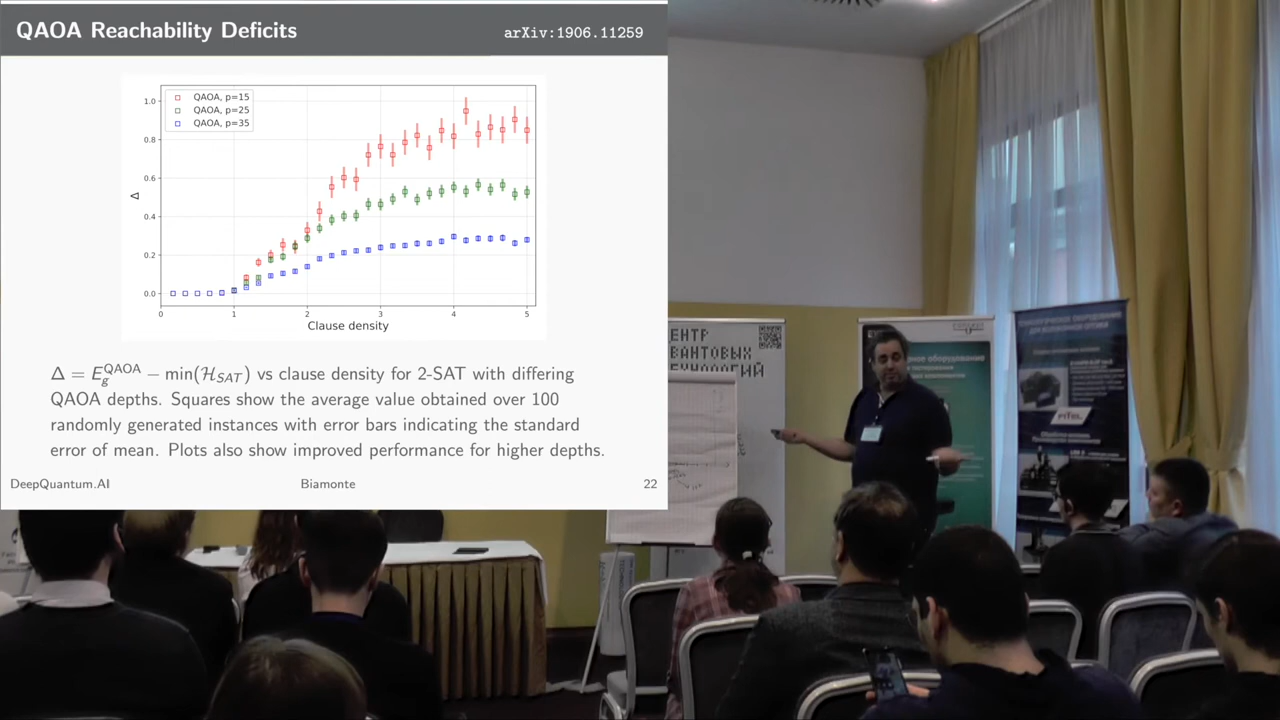 QAOA Reachability Deficits
arXiv:1906.11259
QAOA, p=15
QAOA, p=25
QAOA, p=35
1.0
0.8
0.6
0.4
0.2
0.0
Δ
0 1 2 3 4 5
Clause density
Δ = E_g^QAOA − min(H_SAT) vs clause density for 2-SAT with differing
QAOA depths. Squares show the average value obtained over 100
randomly generated instances with error bars indicating the standard
error of mean. Plots also show improved performance for higher depths.
DeepQuantum.AI
Biamonte
22
ЕНТР
ВАНТОВЫХ
ЕХНОЛОГИЙ
оборудование